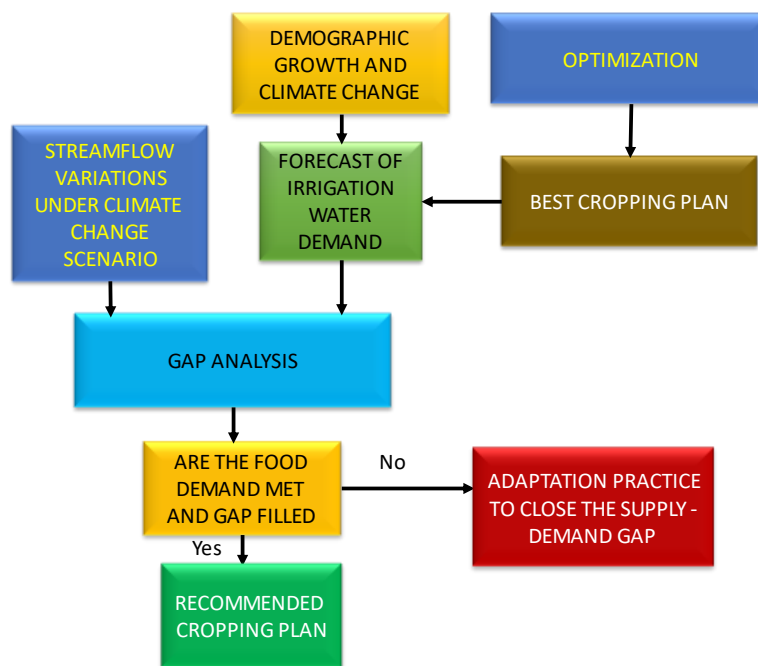 DEMOGRAPHIC
GROWTH AND
CLIMATE CHANGE
OPTIMIZATION
STREAMFLOW
VARIATIONS
UNDER CLIMATE
CHANGE
SCENARIO
FORECAST OF
IRRIGATION
WATER
DEMAND
BEST CROPPING PLAN
GAP ANALYSIS
ARE THE FOOD
DEMAND MET
AND GAP FILLED
No
ADAPTATION PRACTICE
TO CLOSE THE SUPPLY -
DEMAND GAP
Yes
RECOMMENDED
CROPPING PLAN